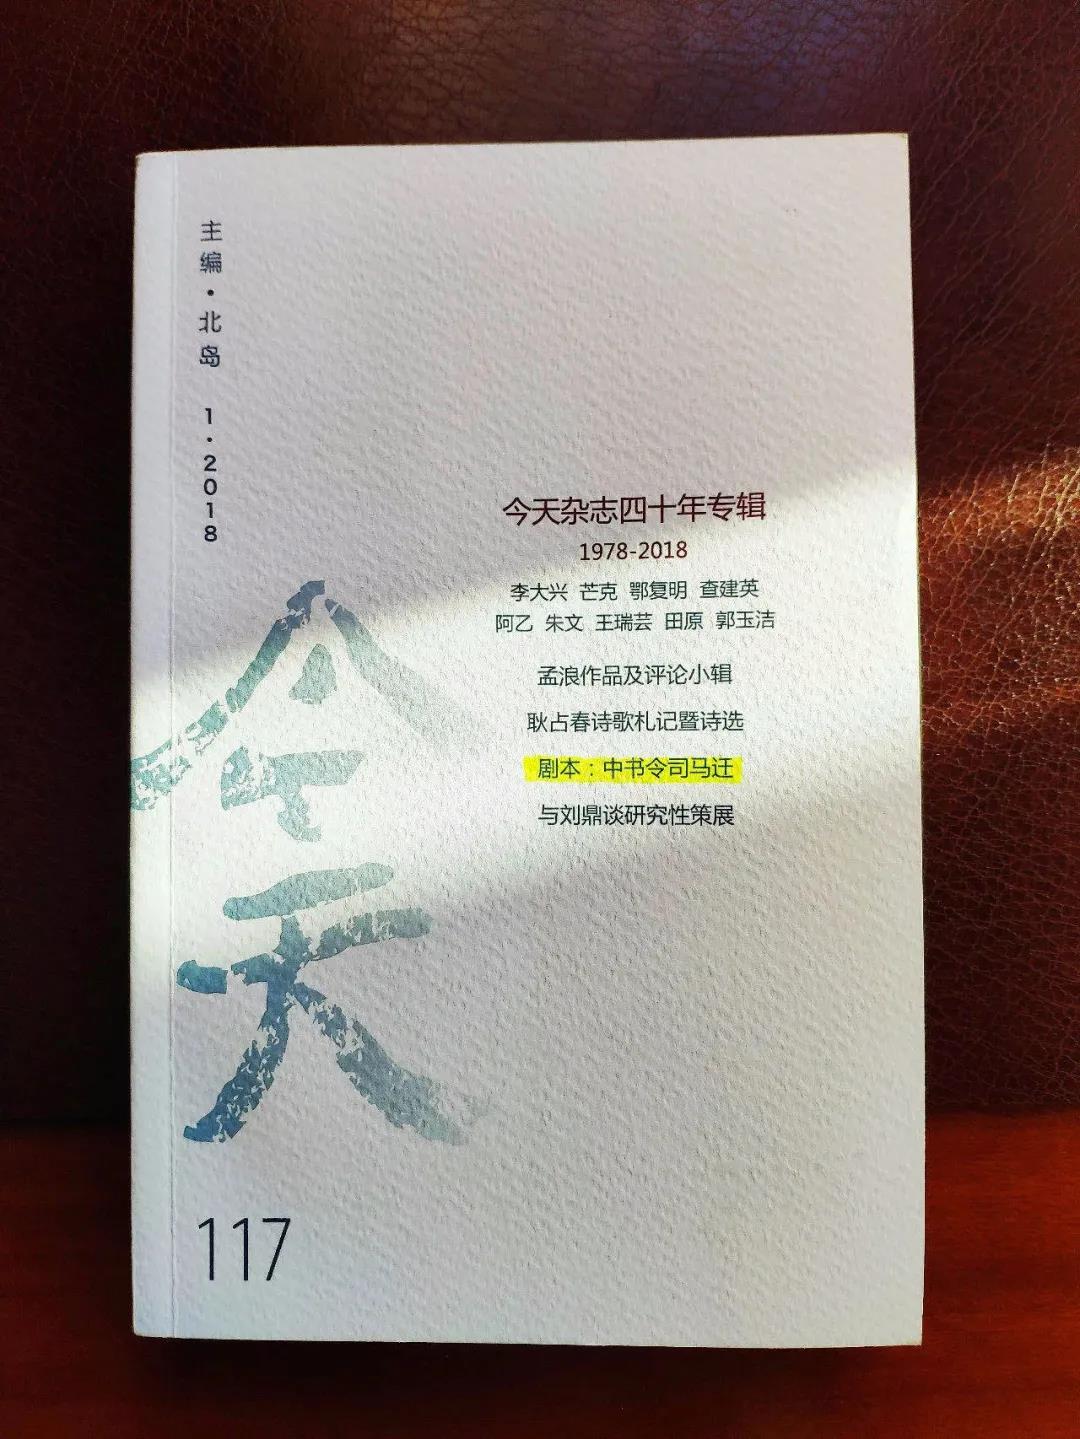 主编·北岛 1·2018
今天杂志四十年专辑
1978-2018
李大兴 芒克 鄂复明 查建英
阿乙 朱文 王瑞芸 田原 郭玉洁
孟浪作品及评论小辑
耿占春诗歌札记暨诗选
剧本：中书令司马迁
与刘鼎谈研究性策展
今天
117